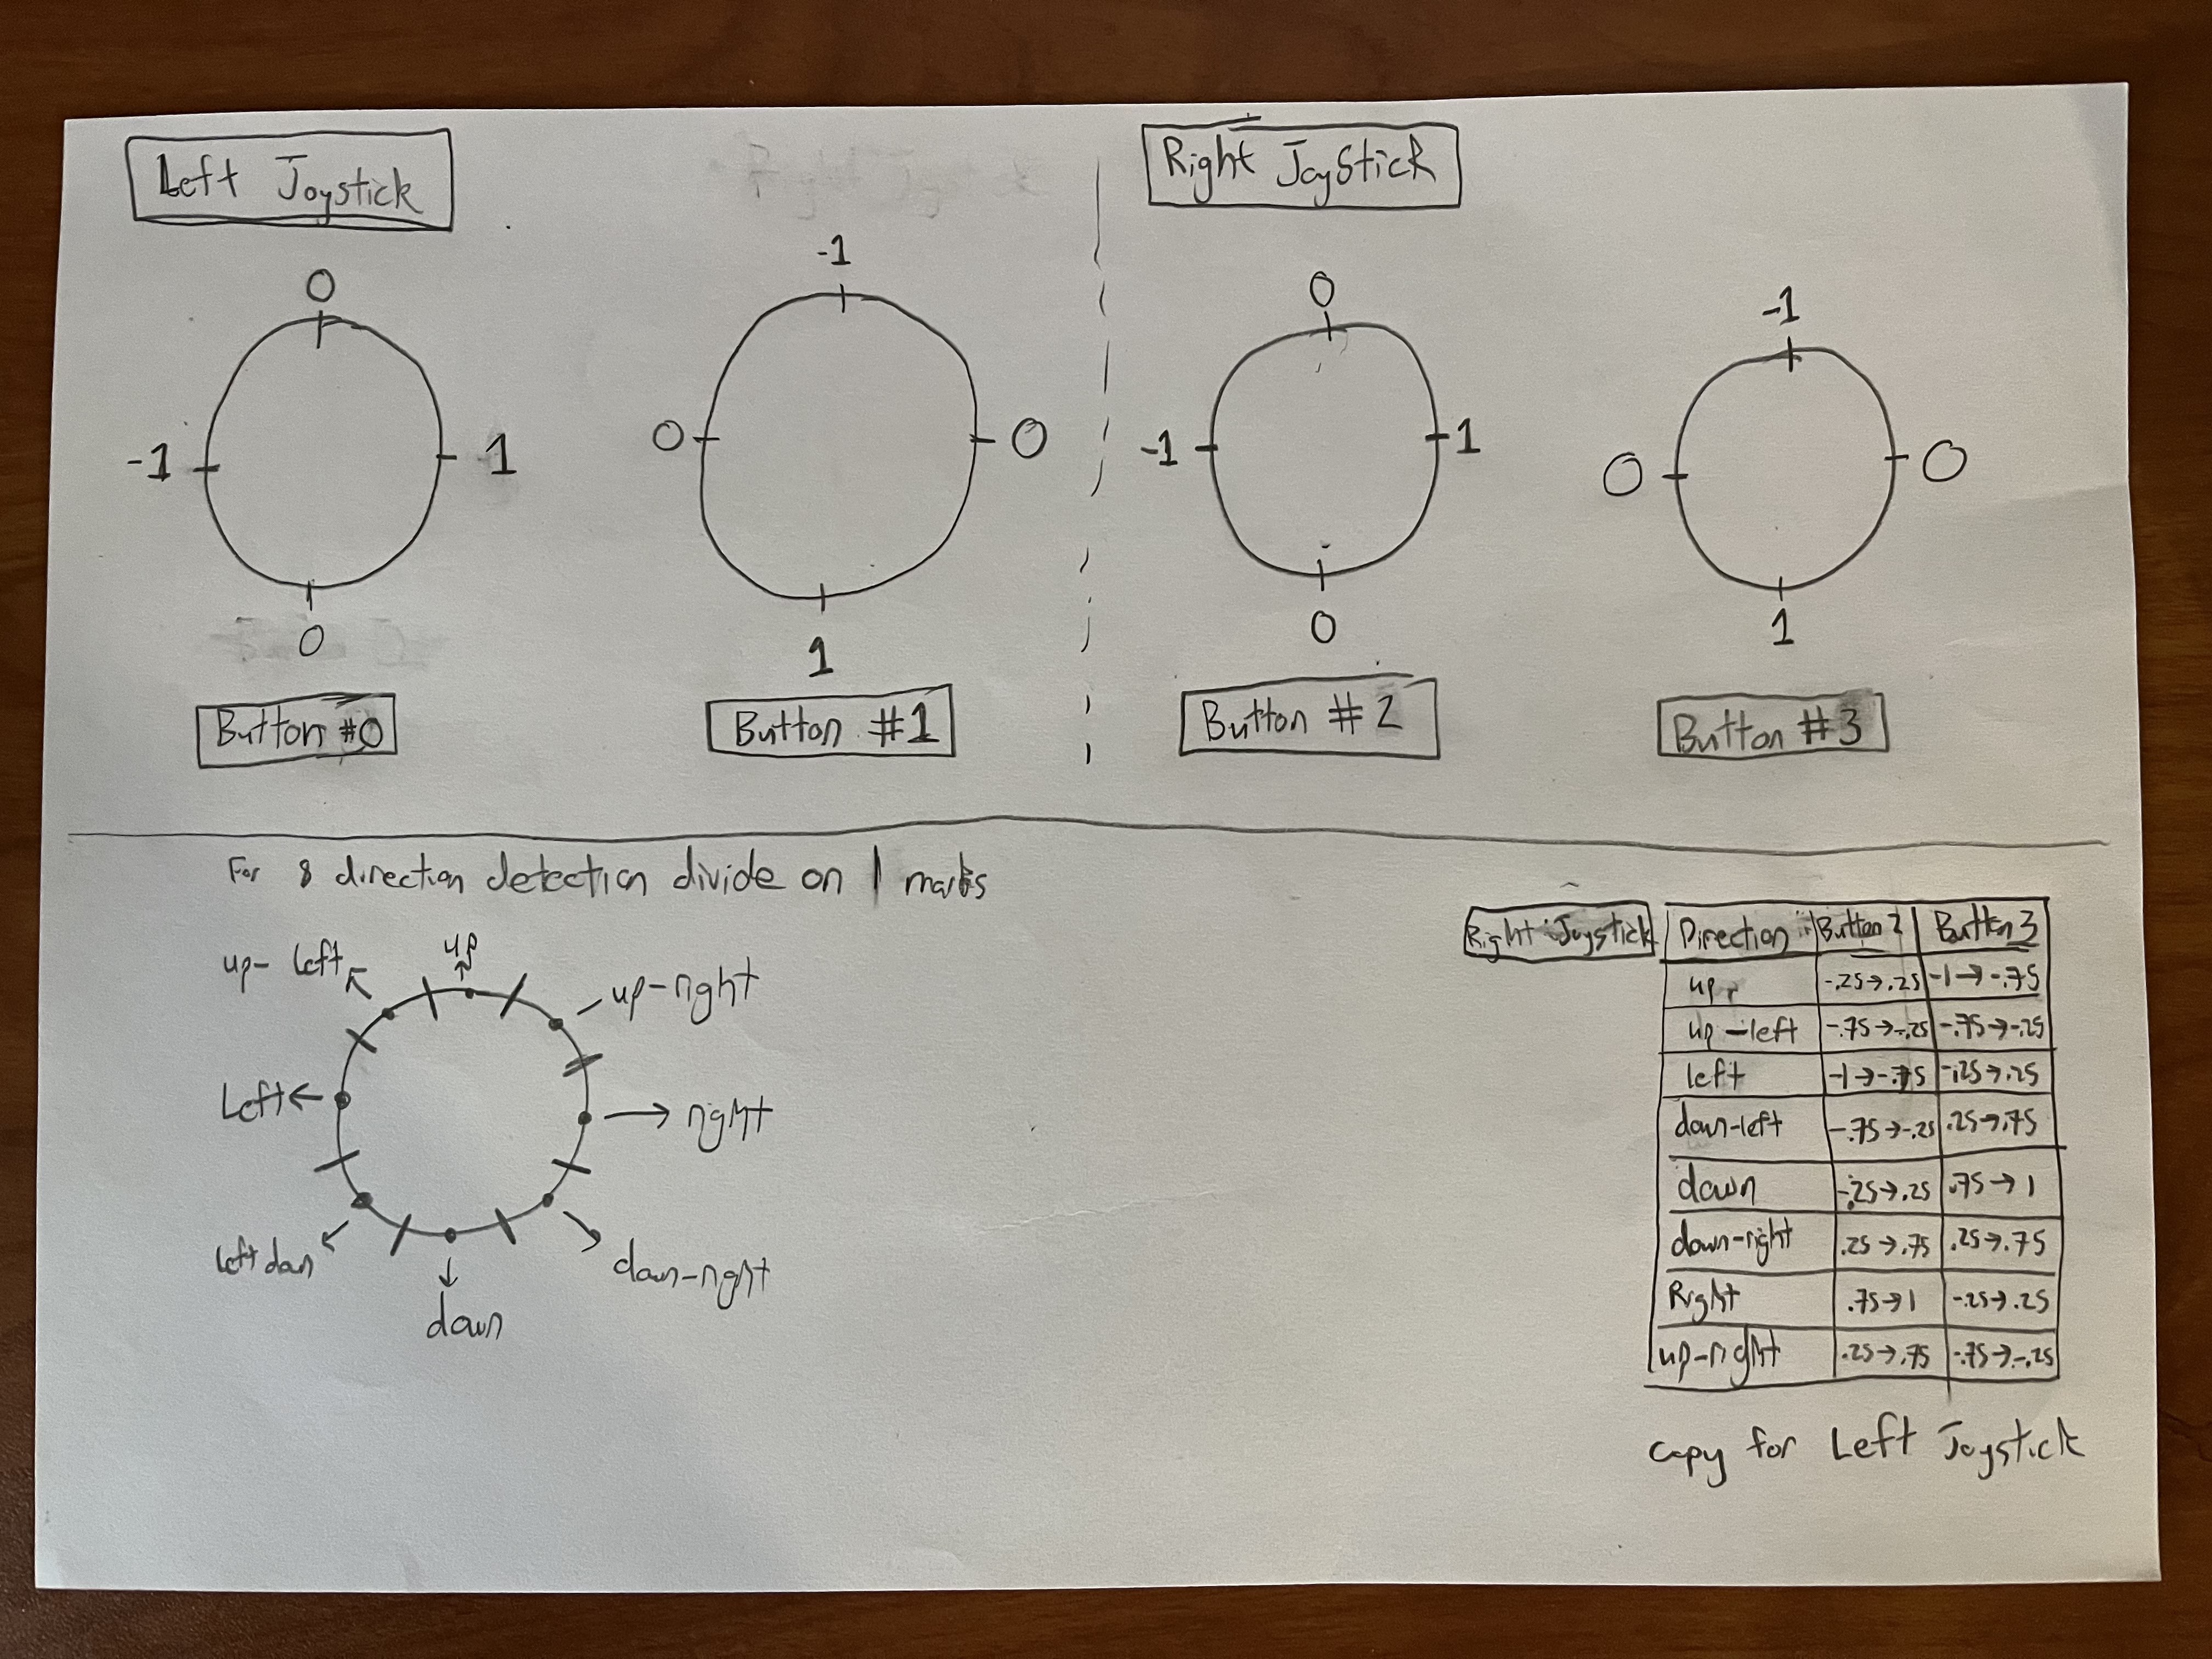 Left Joystick
Right Joystick
0
-1
1
0
Button #0
-1
0
0
1
Button #1
0
-1
1
0
Button #2
-1
0
0
1
Button #3
For 8 direction detection divide on | marks
up
up-left
up-right
Left
right
left down
down-right
down
Right Joystick
Direction Button 2 Button 3
up -.25→.25 -1→-.75
up-left -.75→-.25 -.75→-.25
left -1→-.75 -.25→.25
down-left -.75→-.25 .25→.75
down -.25→.25 .75→1
down-right .25→.75 .25→.75
Right .75→1 -.25→.25
up-right .25→.75 -.75→-.25
copy for Left Joystick